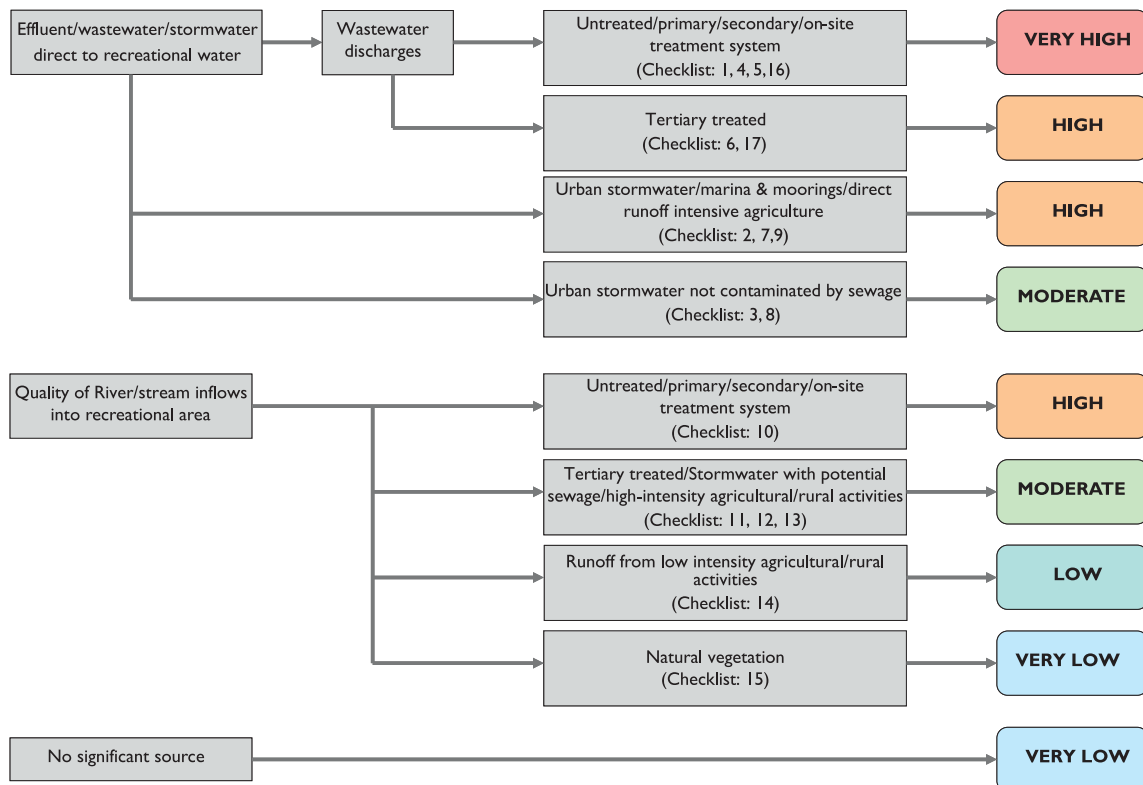 Effluent/wastewater/stormwater
direct to recreational water
Wastewater
discharges
Untreated/primary/secondary/on-site
treatment system
(Checklist: 1, 4, 5,16)
VERY HIGH
Tertiary treated
(Checklist: 6, 17)
HIGH
Urban stormwater/marina & moorings/direct
runoff intensive agriculture
(Checklist: 2, 7,9)
HIGH
Urban stormwater not contaminated by sewage
(Checklist: 3, 8)
MODERATE
Quality of River/stream inflows
into recreational area
Untreated/primary/secondary/on-site
treatment system
(Checklist: 10)
HIGH
Tertiary treated/Stormwater with potential
sewage/high-intensity agricultural/rural activities
(Checklist: 11, 12, 13)
MODERATE
Runoff from low intensity agricultural/rural
activities
(Checklist: 14)
LOW
Natural vegetation
(Checklist: 15)
VERY LOW
No significant source
VERY LOW